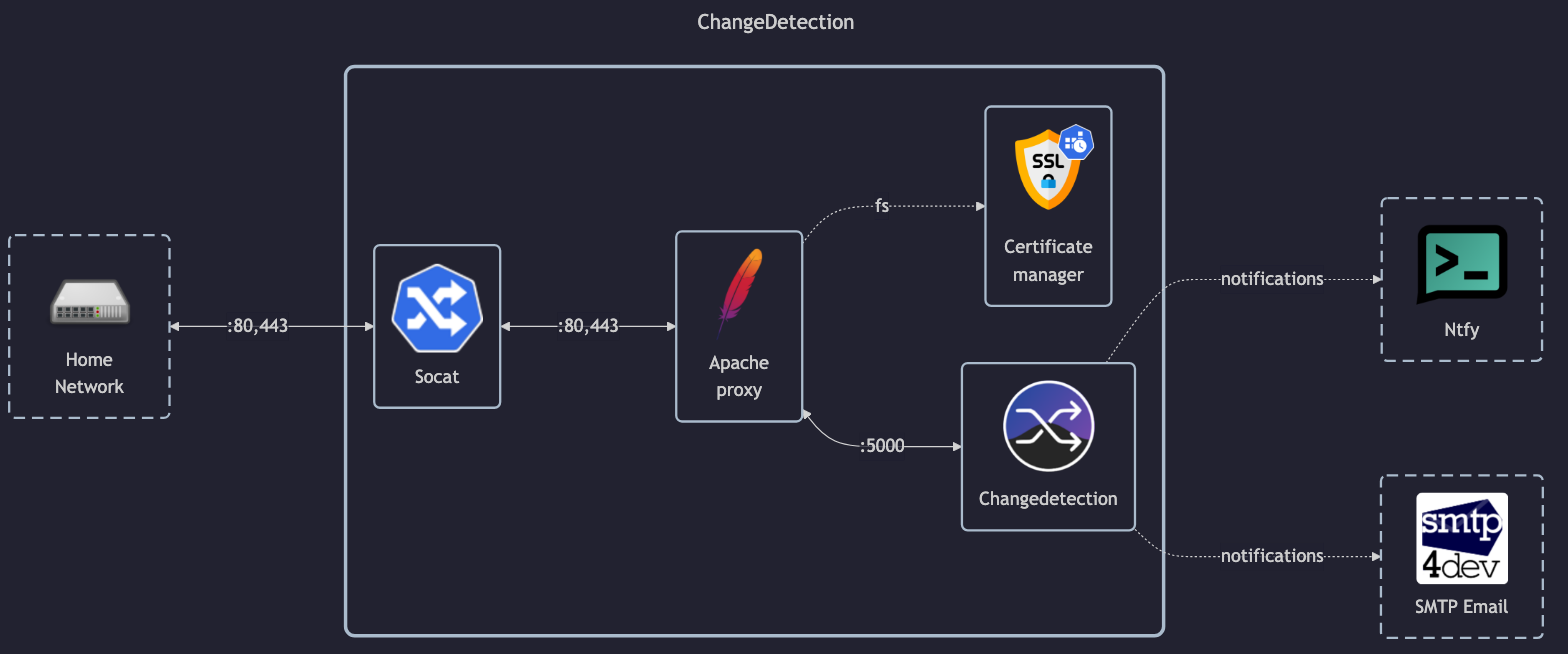 ChangeDetection
SSL
Certificate
manager
fs
notifications
Ntfy
Home
Network
:80,443
Socat
:80,443
Apache
proxy
:5000
Changedetection
notifications
smtp
4dev
SMTP Email